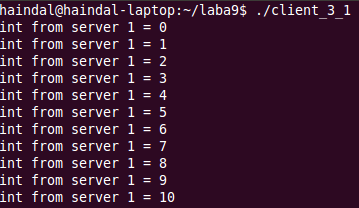 haindal@haindal-laptop:~/laba9$ ./client_3_1
int from server 1 = 0
int from server 1 = 1
int from server 1 = 2
int from server 1 = 3
int from server 1 = 4
int from server 1 = 5
int from server 1 = 6
int from server 1 = 7
int from server 1 = 8
int from server 1 = 9
int from server 1 = 10